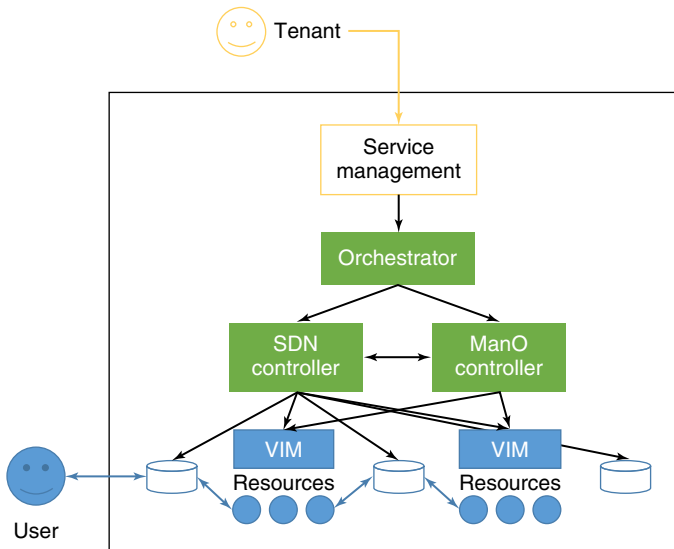 Tenant
Service
management
Orchestrator
SDN
controller
ManO
controller
VIM
VIM
Resources
Resources
User